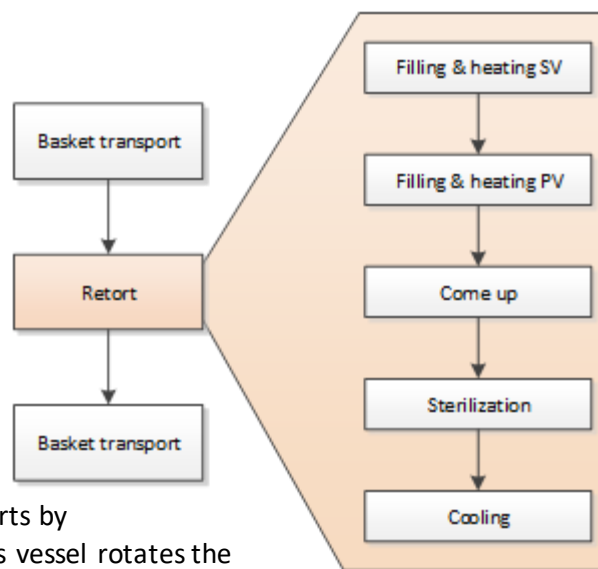 Basket transport
Retort
Basket transport
Filling & heating SV
Filling & heating PV
Come up
Sterilization
Cooling
rts by
s vessel rotates the